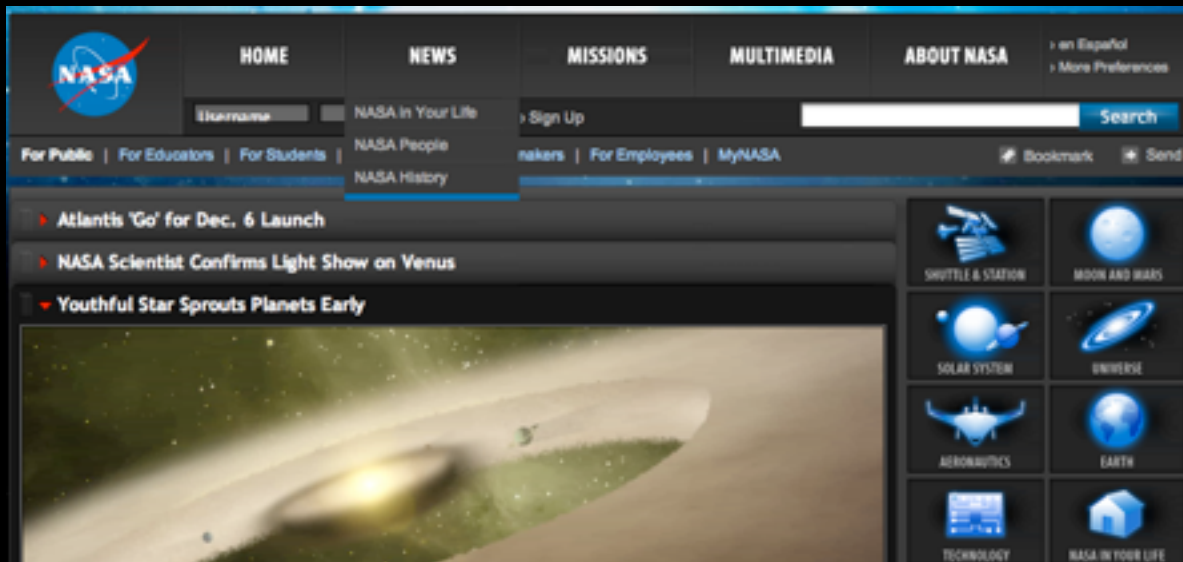 NASA
HOME NEWS MISSIONS MULTIMEDIA ABOUT NASA
› en Español
› More Preferences
Username
› Sign Up
Search
NASA in Your Life
NASA People
NASA History
For Public | For Educators | For Students | makers | For Employees | MyNASA
Bookmark Send
Atlantis 'Go' for Dec. 6 Launch
NASA Scientist Confirms Light Show on Venus
Youthful Star Sprouts Planets Early
SHUTTLE & STATION
MOON AND MARS
SOLAR SYSTEM
UNIVERSE
AERONAUTICS
EARTH
TECHNOLOGY
NASA IN YOUR LIFE